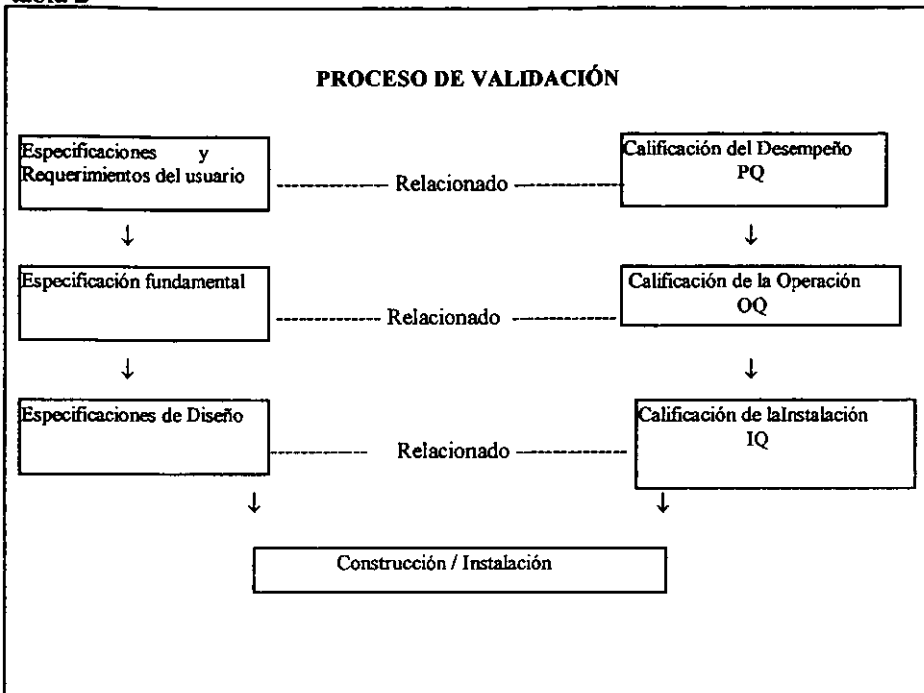 PROCESO DE VALIDACIÓN
Especificaciones y
Requerimientos del usuario
Relacionado
Calificación del Desempeño
PQ
Especificación fundamental
Relacionado
Calificación de la Operación
OQ
Especificaciones de Diseño
Relacionado
Calificación de laInstalación
IQ
Construcción / Instalación